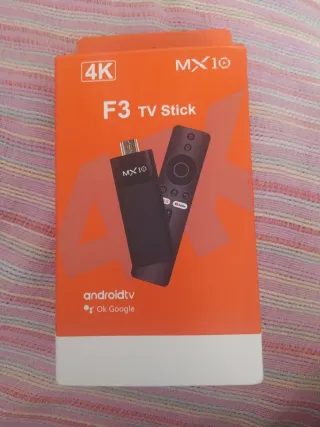 4K
MX10
F3 TV Stick
MX10
androidtv
Ok Google